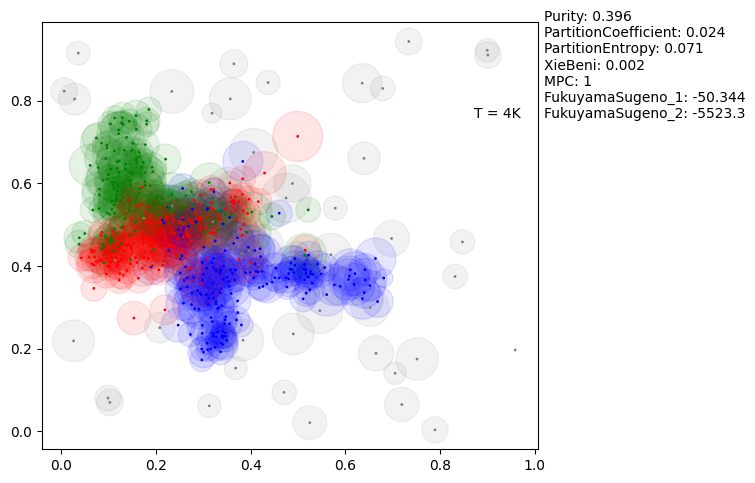 Purity: 0.396
PartitionCoefficient: 0.024
PartitionEntropy: 0.071
XieBeni: 0.002
MPC: 1
FukuyamaSugeno_1: -50.344
FukuyamaSugeno_2: -5523.3
T = 4K
0.8
0.6
0.4
0.2
0.0
0.0 0.2 0.4 0.6 0.8 1.0